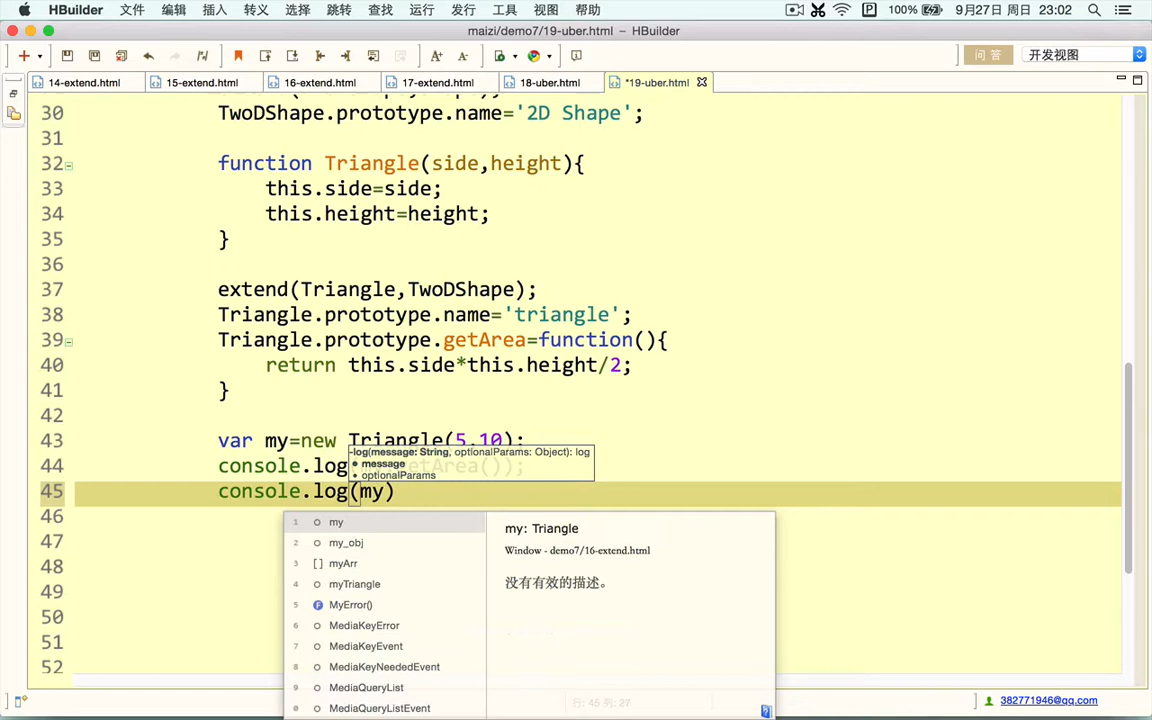 HBuilder 文件 编辑 插入 转义 选择 跳转 查找 运行 发行 工具 视图 帮助 100% 9月27日 周日 23:02
maizi/demo7/19-uber.html – HBuilder
问 答 开发视图
14-extend.html 15-extend.html 16-extend.html 17-extend.html 18-uber.html *19-uber.html
30 TwoDShape.prototype.name='2D Shape';
31
32 function Triangle(side,height){
33 this.side=side;
34 this.height=height;
35 }
36
37 extend(Triangle,TwoDShape);
38 Triangle.prototype.name='triangle';
39 Triangle.prototype.getArea=function(){
40 return this.side*this.height/2;
41 }
42
43 var my=new Triangle(5,10);
-log(message: String, optionalParams: Object): log
• message
• optionalParams
44 console.log etArea());
45 console.log(my)
46
47
48
49
50
51
52
1 my
2 my_obj
3 [ ] myArr
4 myTriangle
5 F MyError()
6 MediaKeyError
7 MediaKeyEvent
8 MediaKeyNeededEvent
9 MediaQueryList
0 MediaQueryListEvent
my: Triangle
Window - demo7/16-extend.html
没有有效的描述。
行: 45 列: 27
382771946@qq.com